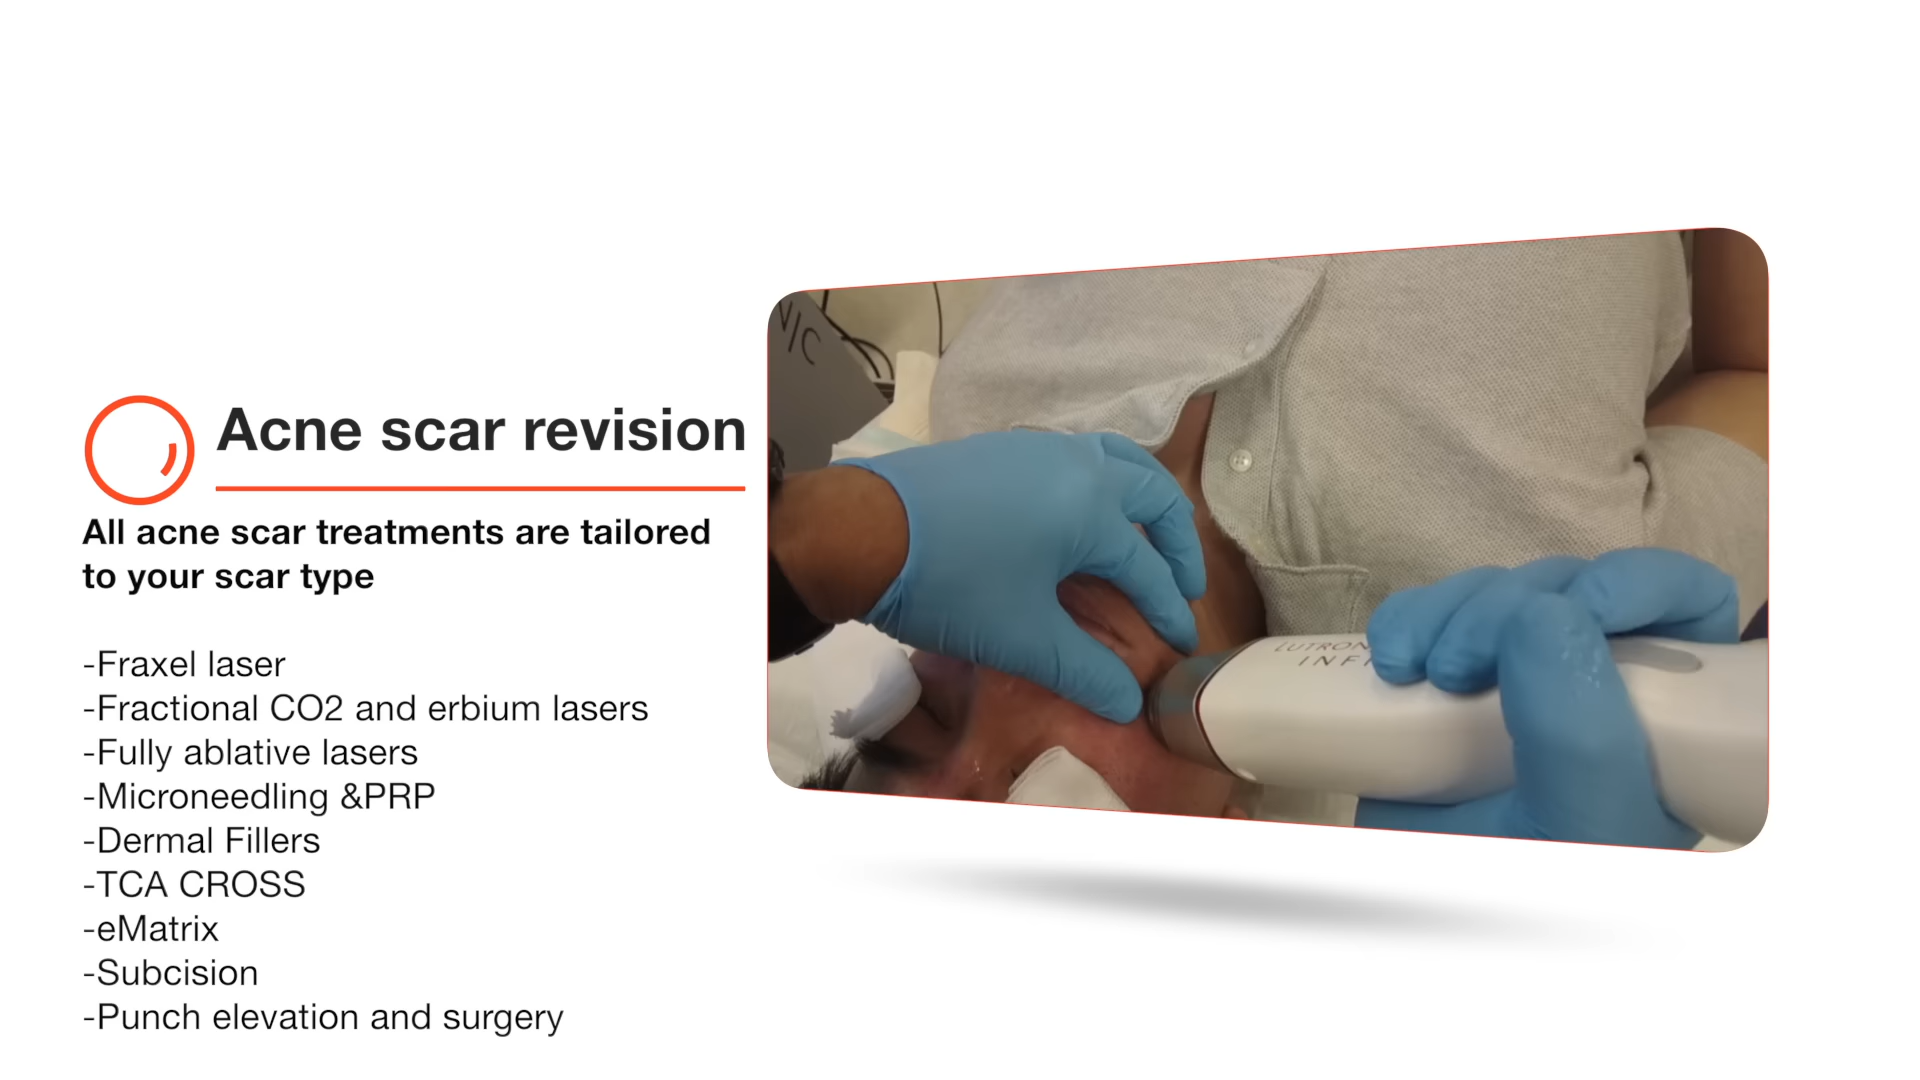 Acne scar revision
All acne scar treatments are tailored
to your scar type
-Fraxel laser
-Fractional CO2 and erbium lasers
-Fully ablative lasers
-Microneedling &PRP
-Dermal Fillers
-TCA CROSS
-eMatrix
-Subcision
-Punch elevation and surgery